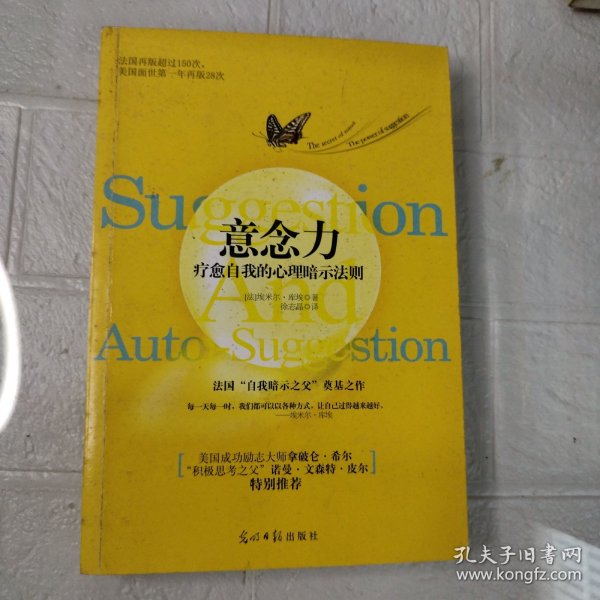 法国再版超过150次，
美国面世第一年再版28次
The secret of mind
The power of suggestion
Suggestion
意念力
疗愈自我的心理暗示法则
And
[法]埃米尔·库埃◎著
徐志晶◎译
Auto-Suggestion
法国“自我暗示之父”奠基之作
每一天每一时，我们都可以以各种方式，让自己过得越来越好。
——埃米尔·库埃
美国成功励志大师拿破仑·希尔
“积极思考之父”诺曼·文森特·皮尔
特别推荐
光明日报出版社
孔夫子旧书网
www.kongfz.com